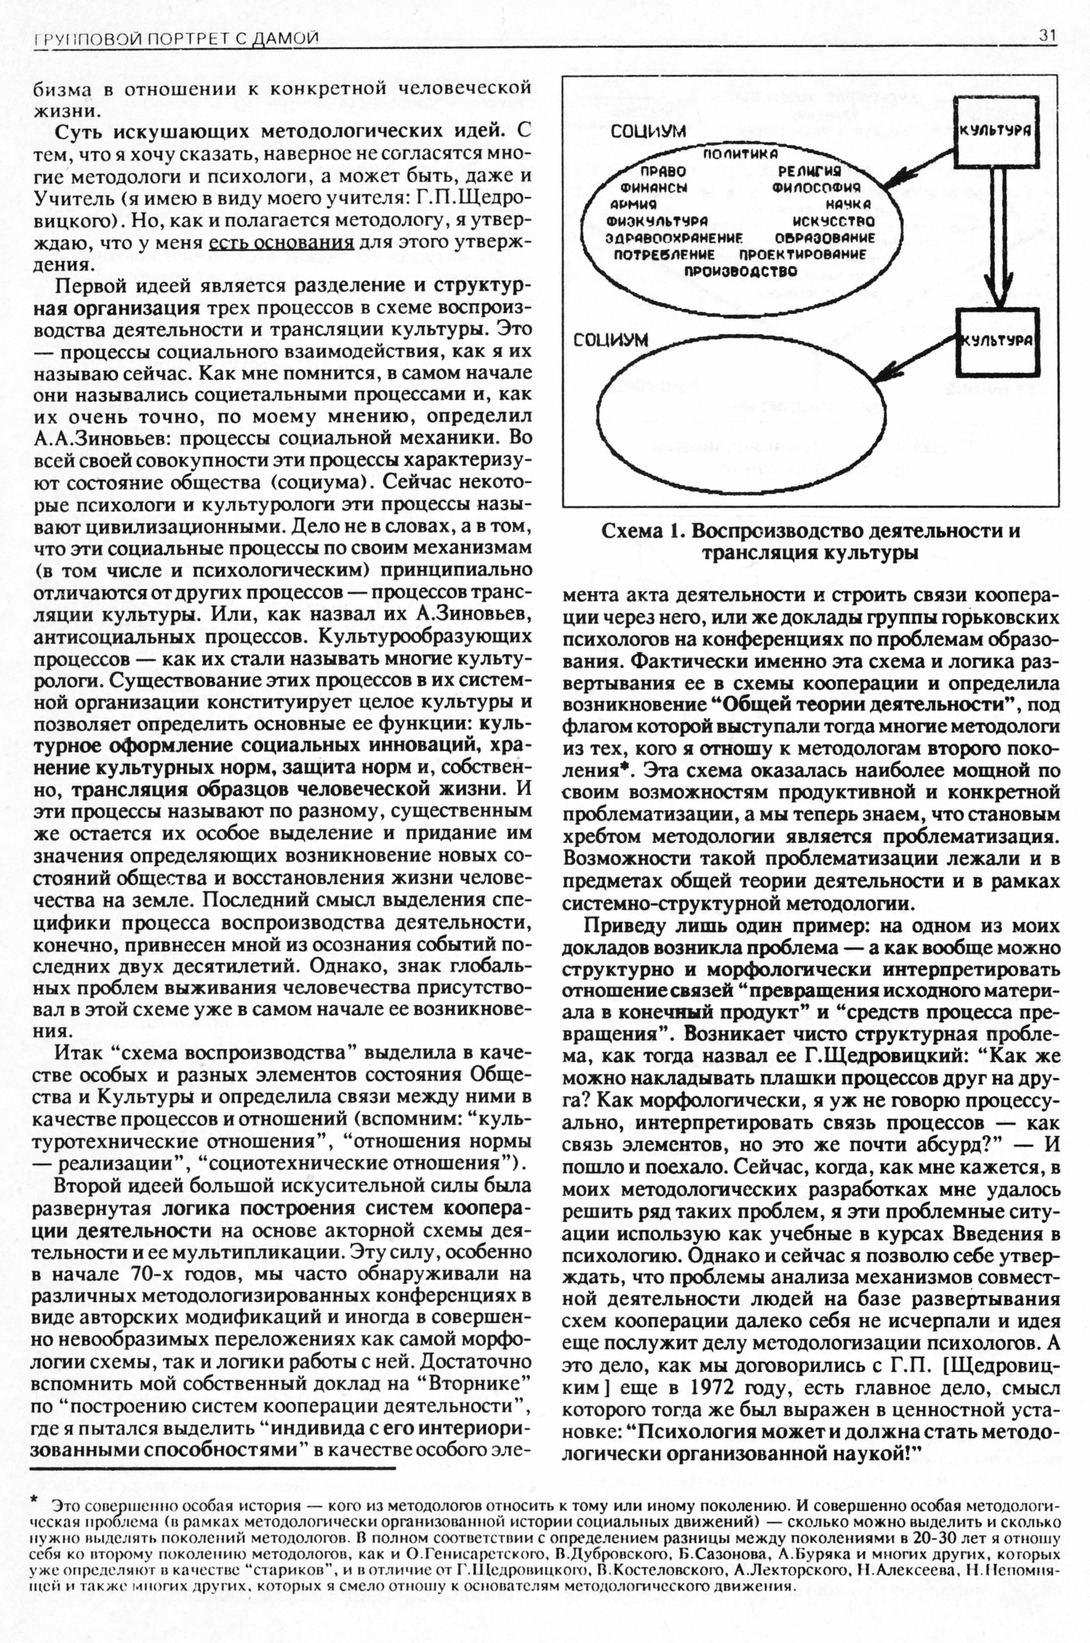 ГРУППОВОЙ ПОРТРЕТ С ДАМОЙ
31
бизма в отношении к конкретной человеческой
жизни.
Суть искушающих методологических идей. С
тем, что я хочу сказать, наверное не согласятся мно-
гие методологи и психологи, а может быть, даже и
Учитель (я имею в виду моего учителя: Г.П.Щедро-
вицкого). Но, как и полагается методологу, я утвер-
ждаю, что у меня есть основания для этого утверж-
дения.
Первой идеей является разделение и структур-
ная организация трех процессов в схеме воспроиз-
водства деятельности и трансляции культуры. Это
— процессы социального взаимодействия, как я их
называю сейчас. Как мне помнится, в самом начале
они назывались социетальными процессами и, как
их очень точно, по моему мнению, определил
А.А.Зиновьев: процессы социальной механики. Во
всей своей совокупности эти процессы характеризу-
ют состояние общества (социума). Сейчас некото-
рые психологи и культурологи эти процессы назы-
вают цивилизационными. Дело не в словах, а в том,
что эти социальные процессы по своим механизмам
(в том числе и психологическим) принципиально
отличаются от других процессов — процессов транс-
ляции культуры. Или, как назвал их А.Зиновьев,
антисоциальных процессов. Культурообразующих
процессов — как их стали называть многие культу-
рологи. Существование этих процессов в их систем-
ной организации конституирует целое культуры и
позволяет определить основные ее функции: куль-
турное оформление социальных инноваций, хра-
нение культурных норм, защита норм и, собствен-
но, трансляция образцов человеческой жизни. И
эти процессы называют по разному, существенным
же остается их особое выделение и придание им
значения определяющих возникновение новых со-
стояний общества и восстановления жизни челове-
чества на земле. Последний смысл выделения спе-
цифики процесса воспроизводства деятельности,
конечно, привнесен мной из осознания событий по-
следних двух десятилетий. Однако, знак глобаль-
ных проблем выживания человечества присутство-
вал в этой схеме уже в самом начале ее возникнове-
ния.
Итак “схема воспроизводства” выделила в каче-
стве особых и разных элементов состояния Обще-
ства и Культуры и определила связи между ними в
качестве процессов и отношений (вспомним: “куль-
туротехнические отношения”, “отношения нормы
— реализации”, “социотехнические отношения”).
Второй идеей большой искусительной силы была
развернутая логика построения систем коопера-
ции деятельности на основе акторной схемы дея-
тельности и ее мультипликации. Эту силу, особенно
в начале 70-х годов, мы часто обнаруживали на
различных методологизированных конференциях в
виде авторских модификаций и иногда в совершен-
но невообразимых переложениях как самой морфо-
логии схемы, так и логики работы с ней. Достаточно
вспомнить мой собственный доклад на “Вторнике”
по “построению систем кооперации деятельности”,
где я пытался выделить “индивида с его интериори-
зованными способностями” в качестве особого эле-
СОЦИУМ
ПОЛИТИКА
ПРАВО РЕЛИГИЯ
ФИНАНСЫ ФИЛОСОФИЯ
АРМИЯ НАУКА
ФИЗКУЛЬТУРА ИСКУССТВО
ЗДРАВООХРАНЕНИЕ ОБРАЗОВАНИЕ
ПОТРЕБЛЕНИЕ ПРОЕКТИРОВАНИЕ
ПРОИЗВОДСТВО
КУЛЬТУРА
СОЦИУМ
КУЛЬТУРА
Схема 1. Воспроизводство деятельности и
трансляция культуры
мента акта деятельности и строить связи коопера-
ции через него, или же доклады группы горьковских
психологов на конференциях по проблемам образо-
вания. Фактически именно эта схема и логика раз-
вертывания ее в схемы кооперации и определила
возникновение “Общей теории деятельности”, под
флагом которой выступали тогда многие методологи
из тех, кого я отношу к методологам второго поко-
ления*. Эта схема оказалась наиболее мощной по
своим возможностям продуктивной и конкретной
проблематизации, а мы теперь знаем, что становым
хребтом методологии является проблематизация.
Возможности такой проблематизации лежали и в
предметах общей теории деятельности и в рамках
системно-структурной методологии.
Приведу лишь один пример: на одном из моих
докладов возникла проблема — а как вообще можно
структурно и морфологически интерпретировать
отношение связей “превращения исходного матери-
ала в конечный продукт” и “средств процесса пре-
вращения”. Возникает чисто структурная пробле-
ма, как тогда назвал ее Г.Щедровицкий: “Как же
можно накладывать плашки процессов друг на дру-
га? Как морфологически, я уж не говорю процессу-
ально, интерпретировать связь процессов — как
связь элементов, но это же почти абсурд?” — И
пошло и поехало. Сейчас, когда, как мне кажется, в
моих методологических разработках мне удалось
решить ряд таких проблем, я эти проблемные ситу-
ации использую как учебные в курсах Введения в
психологию. Однако и сейчас я позволю себе утвер-
ждать, что проблемы анализа механизмов совмест-
ной деятельности людей на базе развертывания
схем кооперации далеко себя не исчерпали и идея
еще послужит делу методологизации психологов. А
это дело, как мы договорились с Г.П. [Щедровиц-
ким] еще в 1972 году, есть главное дело, смысл
которого тогда же был выражен в ценностной уста-
новке: “Психология может и должна стать методо-
логически организованной наукой!”
* Это совершенно особая история — кого из методологов относить к тому или иному поколению. И совершенно особая методологи-
ческая проблема (в рамках методологически организованной истории социальных движений) — сколько можно выделить и сколько
нужно выделять поколений методологов. В полном соответствии с определением разницы между поколениями в 20-30 лет я отношу
себя ко второму поколению методологов, как и О.Генисаретского, В.Дубровского, Б.Сазонова, А.Буряка и многих других, которых
уже определяют в качестве “стариков”, и в отличие от Г.Щедровицкого, В.Костеловского, А.Лекторского, Н.Алексеева, Н.Непомня-
щей и также многих других, которых я смело отношу к основателям методологического движения.